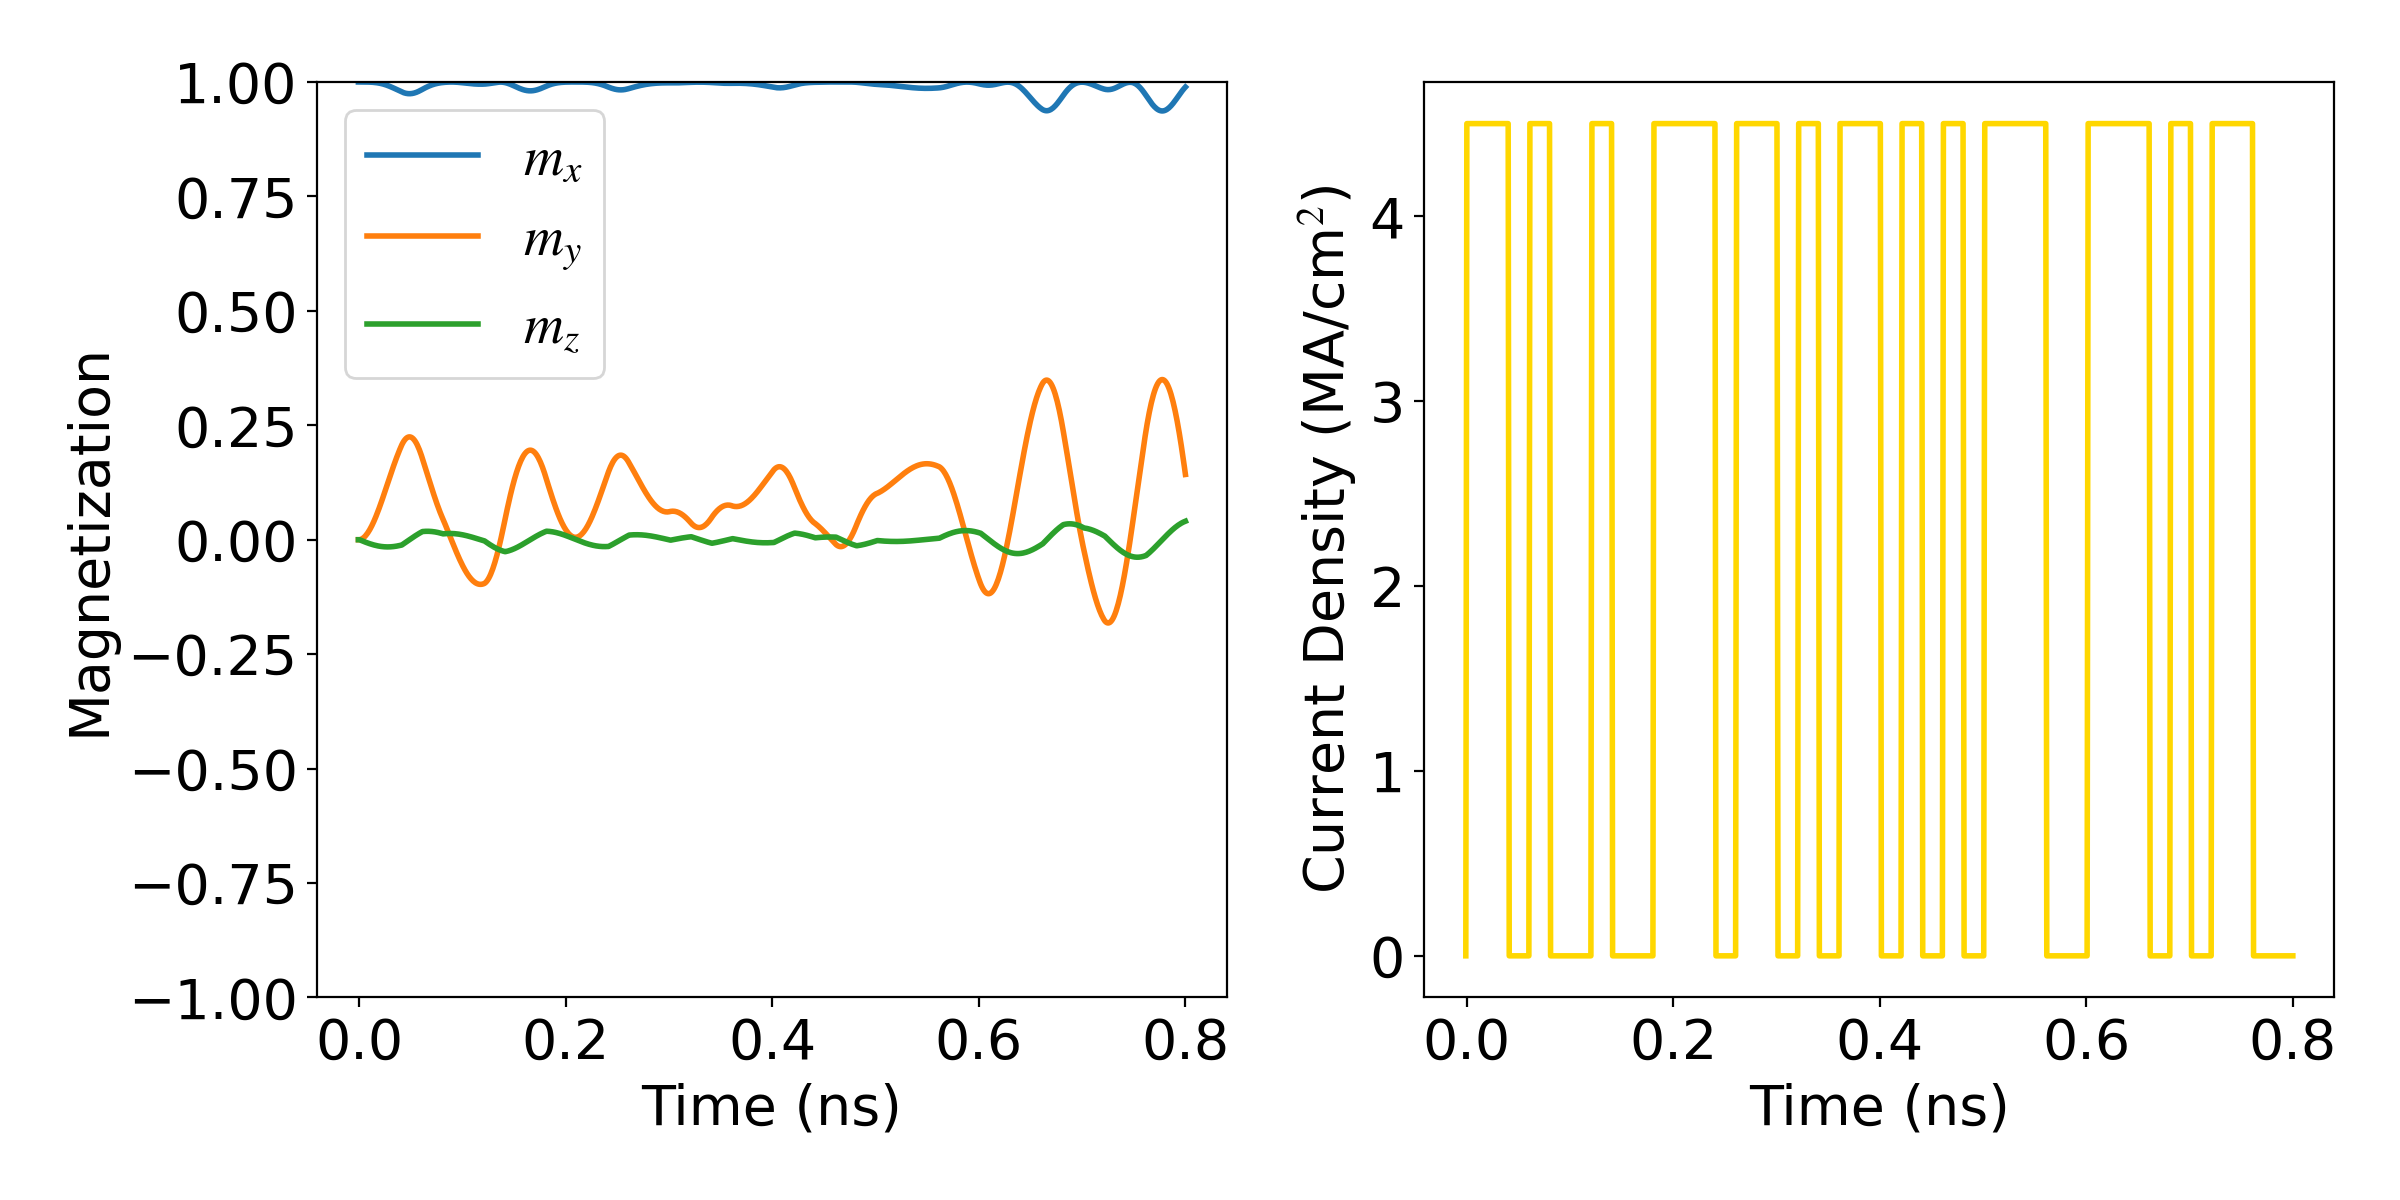 Magnetization
1.00
0.75
0.50
0.25
0.00
−0.25
−0.50
−0.75
−1.00
m_x
m_y
m_z
0.0 0.2 0.4 0.6 0.8
Time (ns)
Current Density (MA/cm²)
4
3
2
1
0
0.0 0.2 0.4 0.6 0.8
Time (ns)